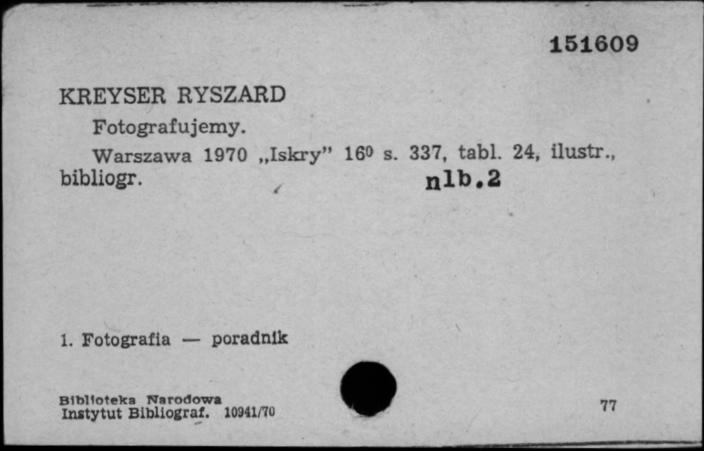 151609
KREYSER RYSZARD
Fotografujemy.
Warszawa 1970 „Iskry” 16⁰ s. 337, tabl. 24, ilustr.,
bibliogr. nlb.2
1. Fotografia — poradnik
Biblioteka Narodowa
Instytut Bibliograf. 10941/70 77